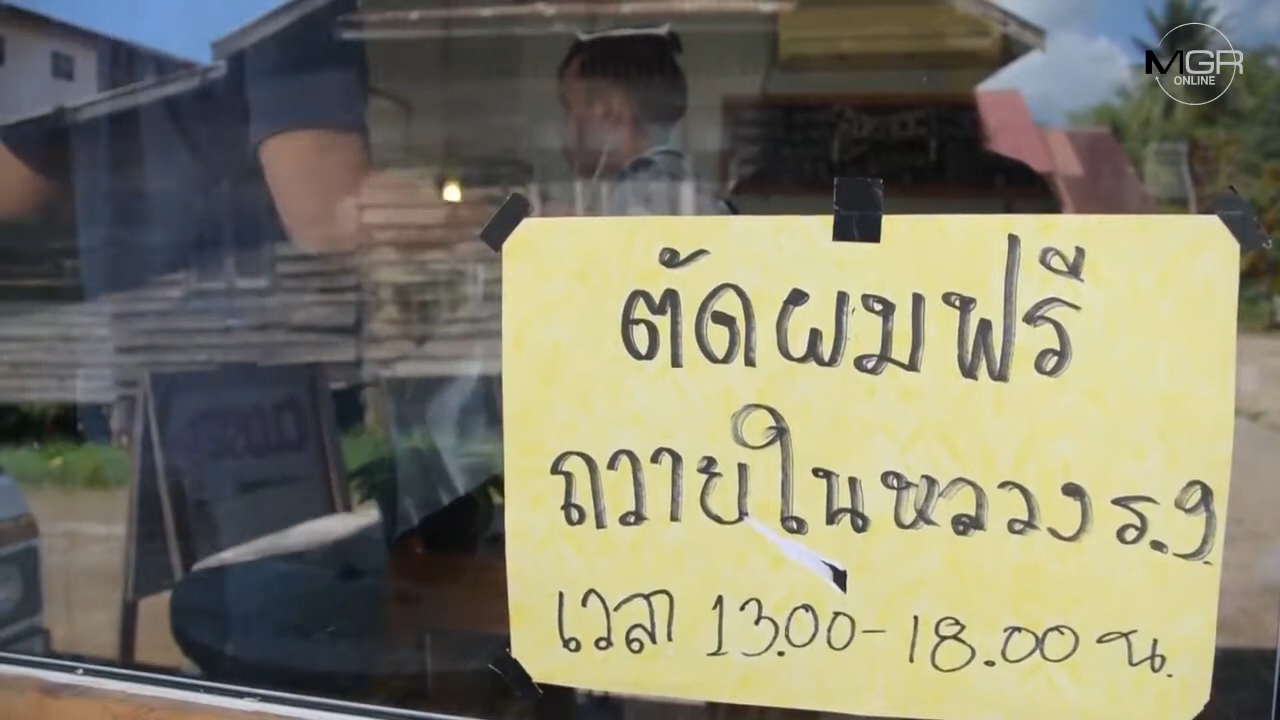 MGR
ONLINE
ตัดผมฟรี
ถวายในหลวง ร.9
เวลา 13.00-18.00 น.